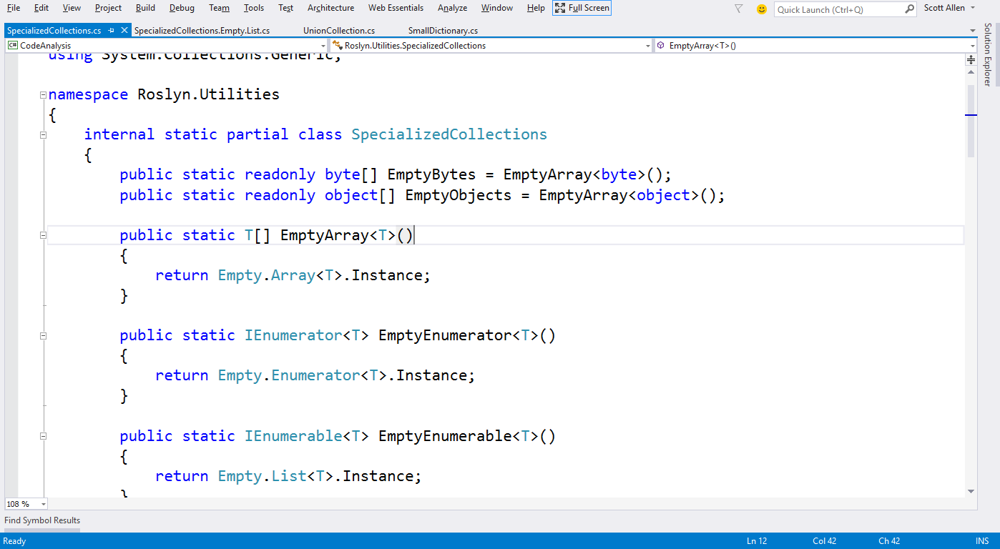 File Edit View Project Build Debug Team Tools Test Architecture Web Essentials Analyze Window Help Full Screen Quick Launch (Ctrl+Q) Scott Allen
SpecializedCollections.cs SpecializedCollections.Empty.List.cs UnionCollection.cs SmallDictionary.cs
C# CodeAnalysis Roslyn.Utilities.SpecializedCollections EmptyArray<T>()
Solution Explorer
using System.Collections.Generic;
namespace Roslyn.Utilities
{
internal static partial class SpecializedCollections
{
public static readonly byte[] EmptyBytes = EmptyArray<byte>();
public static readonly object[] EmptyObjects = EmptyArray<object>();
public static T[] EmptyArray<T>()
{
return Empty.Array<T>.Instance;
}
public static IEnumerator<T> EmptyEnumerator<T>()
{
return Empty.Enumerator<T>.Instance;
}
public static IEnumerable<T> EmptyEnumerable<T>()
{
return Empty.List<T>.Instance;
}
108 %
Find Symbol Results
Ready Ln 12 Col 42 Ch 42 INS